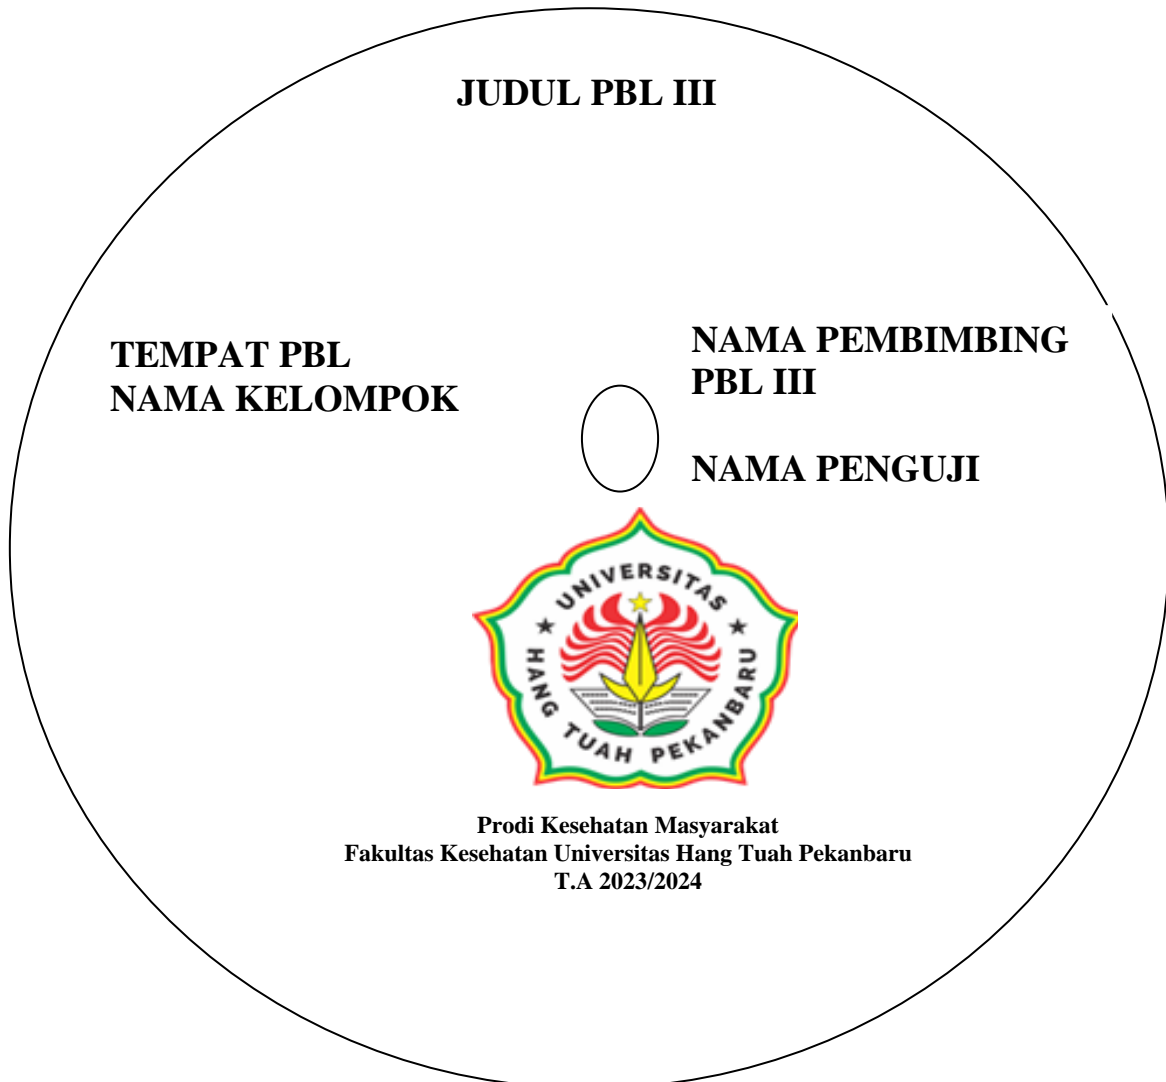 JUDUL PBL III
TEMPAT PBL
NAMA KELOMPOK
NAMA PEMBIMBING
PBL III
NAMA PENGUJI
UNIVERSITAS
HANG TUAH PEKANBARU
Prodi Kesehatan Masyarakat
Fakultas Kesehatan Universitas Hang Tuah Pekanbaru
T.A 2023/2024